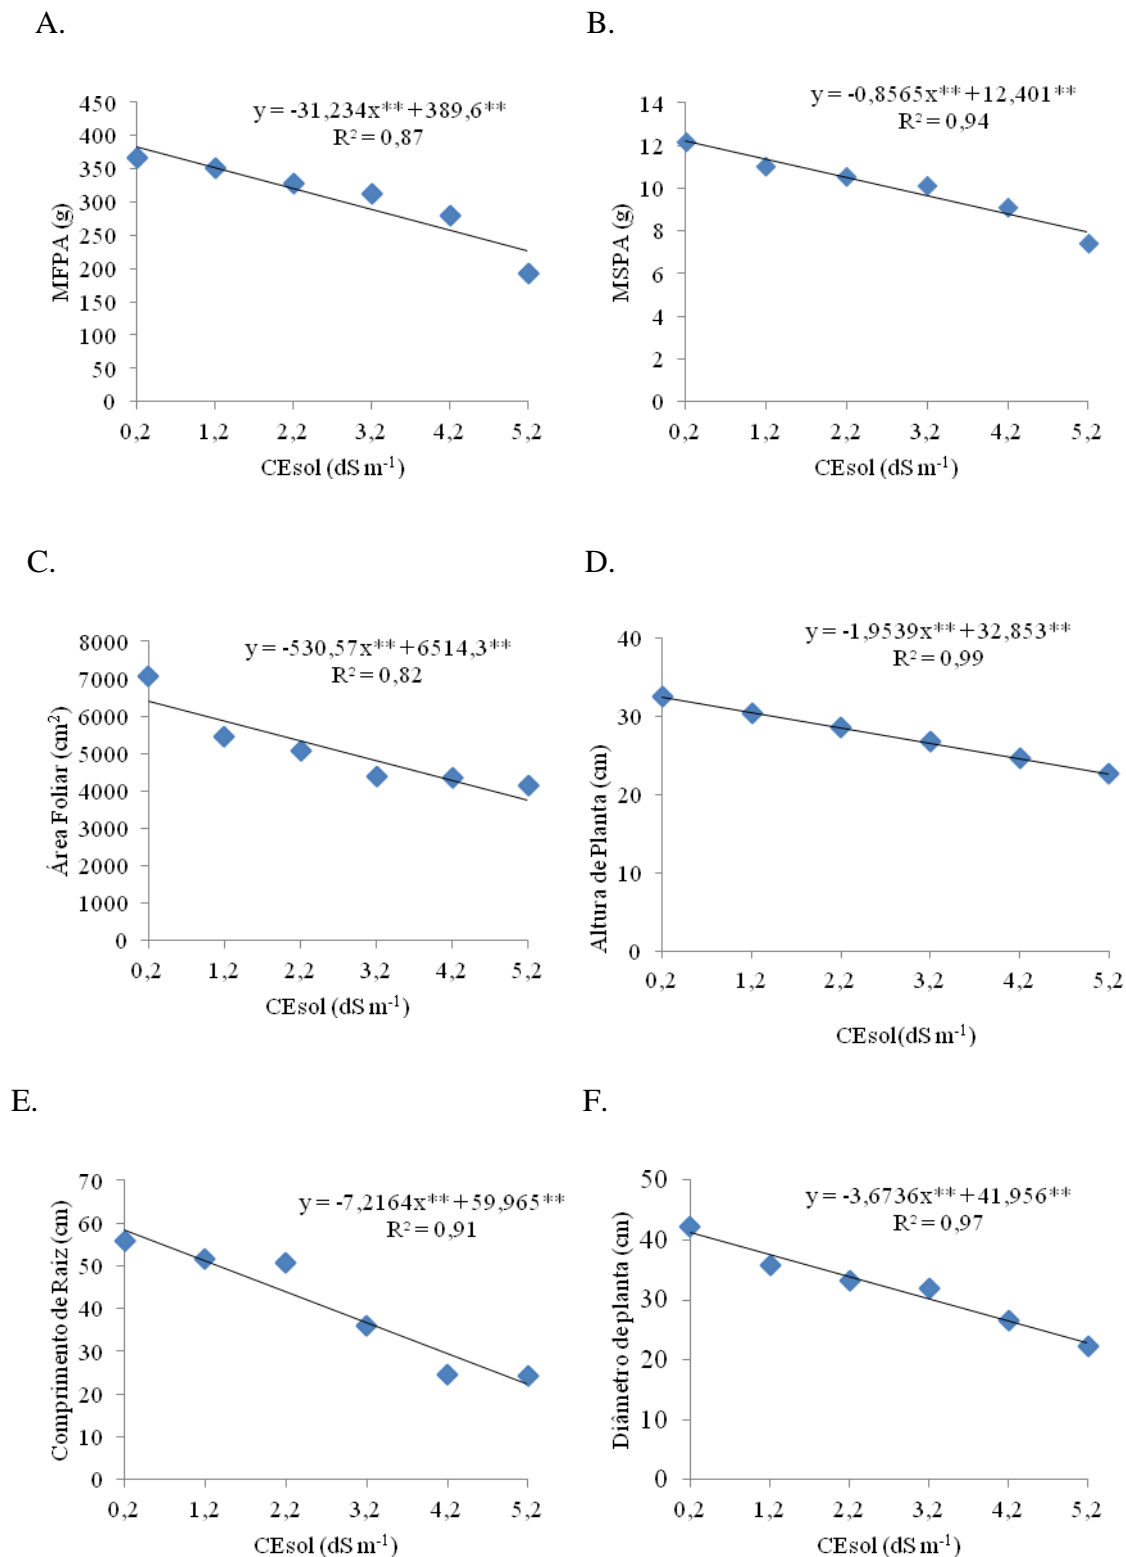 A.
y = -31,234x** + 389,6**
R² = 0,87
MFPA (g)
450
400
350
300
250
200
150
100
50
0
0,2 1,2 2,2 3,2 4,2 5,2
CEsol (dS m⁻¹)
B.
y = -0,8565x** + 12,401**
R² = 0,94
MSPA (g)
14
12
10
8
6
4
2
0
0,2 1,2 2,2 3,2 4,2 5,2
CEsol (dS m⁻¹)
C.
y = -530,57x** + 6514,3**
R² = 0,82
Área Foliar (cm²)
8000
7000
6000
5000
4000
3000
2000
1000
0
0,2 1,2 2,2 3,2 4,2 5,2
CEsol (dS m⁻¹)
D.
y = -1,9539x** + 32,853**
R² = 0,99
Altura de Planta (cm)
40
30
20
10
0
0,2 1,2 2,2 3,2 4,2 5,2
CEsol(dS m⁻¹)
E.
y = -7,2164x** + 59,965**
R² = 0,91
Comprimento de Raiz (cm)
70
60
50
40
30
20
10
0
0,2 1,2 2,2 3,2 4,2 5,2
CEsol (dS m⁻¹)
F.
y = -3,6736x** + 41,956**
R² = 0,97
Diâmetro de planta (cm)
50
40
30
20
10
0
0,2 1,2 2,2 3,2 4,2 5,2
CEsol (dS m⁻¹)